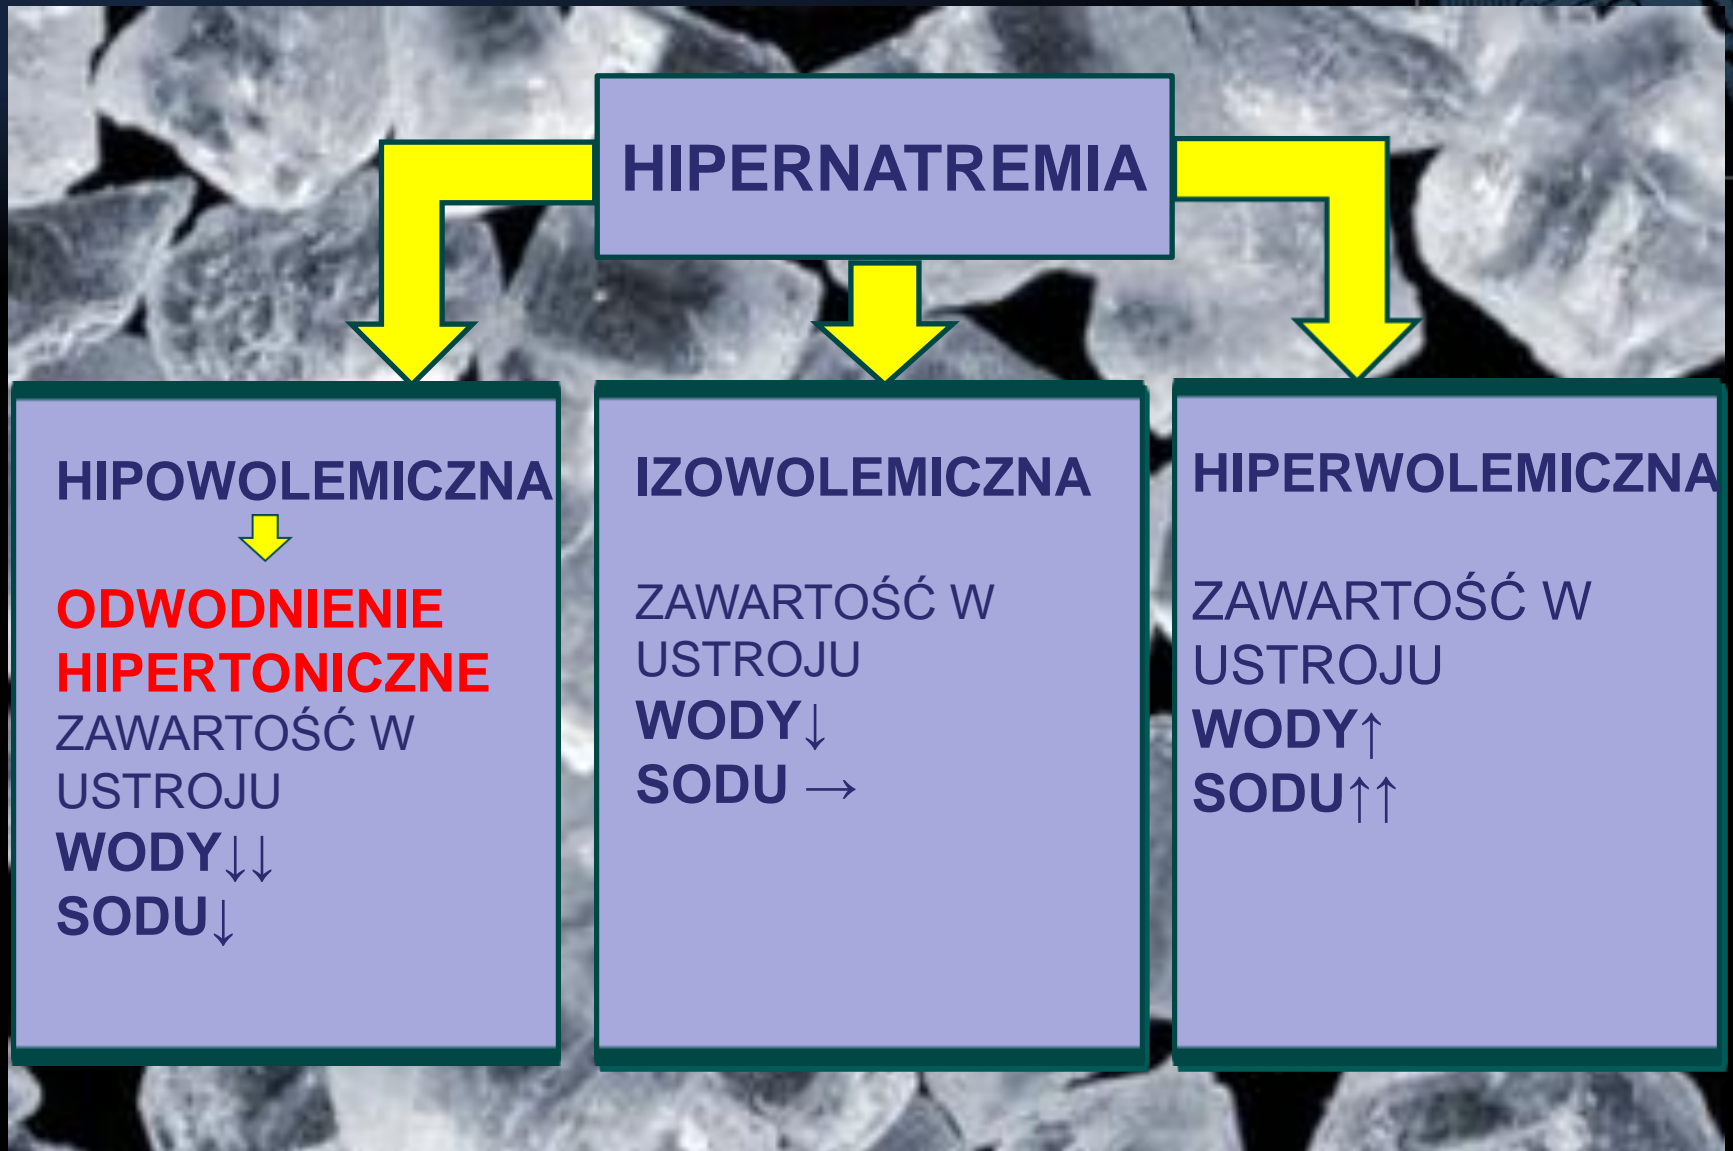 HIPERNATREMIA
HIPOWOLEMICZNA
ODWODNIENIE
HIPERTONICZNE
ZAWARTOŚĆ W
USTROJU
WODY↓↓
SODU↓
IZOWOLEMICZNA
ZAWARTOŚĆ W
USTROJU
WODY↓
SODU →
HIPERWOLEMICZNA
ZAWARTOŚĆ W
USTROJU
WODY↑
SODU↑↑